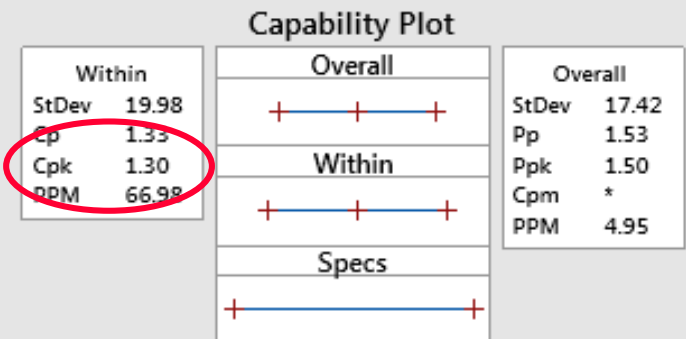 Capability Plot
Within
StDev 19.98
Cp 1.33
Cpk 1.30
PPM 66.98
Overall
Within
Specs
Overall
StDev 17.42
Pp 1.53
Ppk 1.50
Cpm *
PPM 4.95